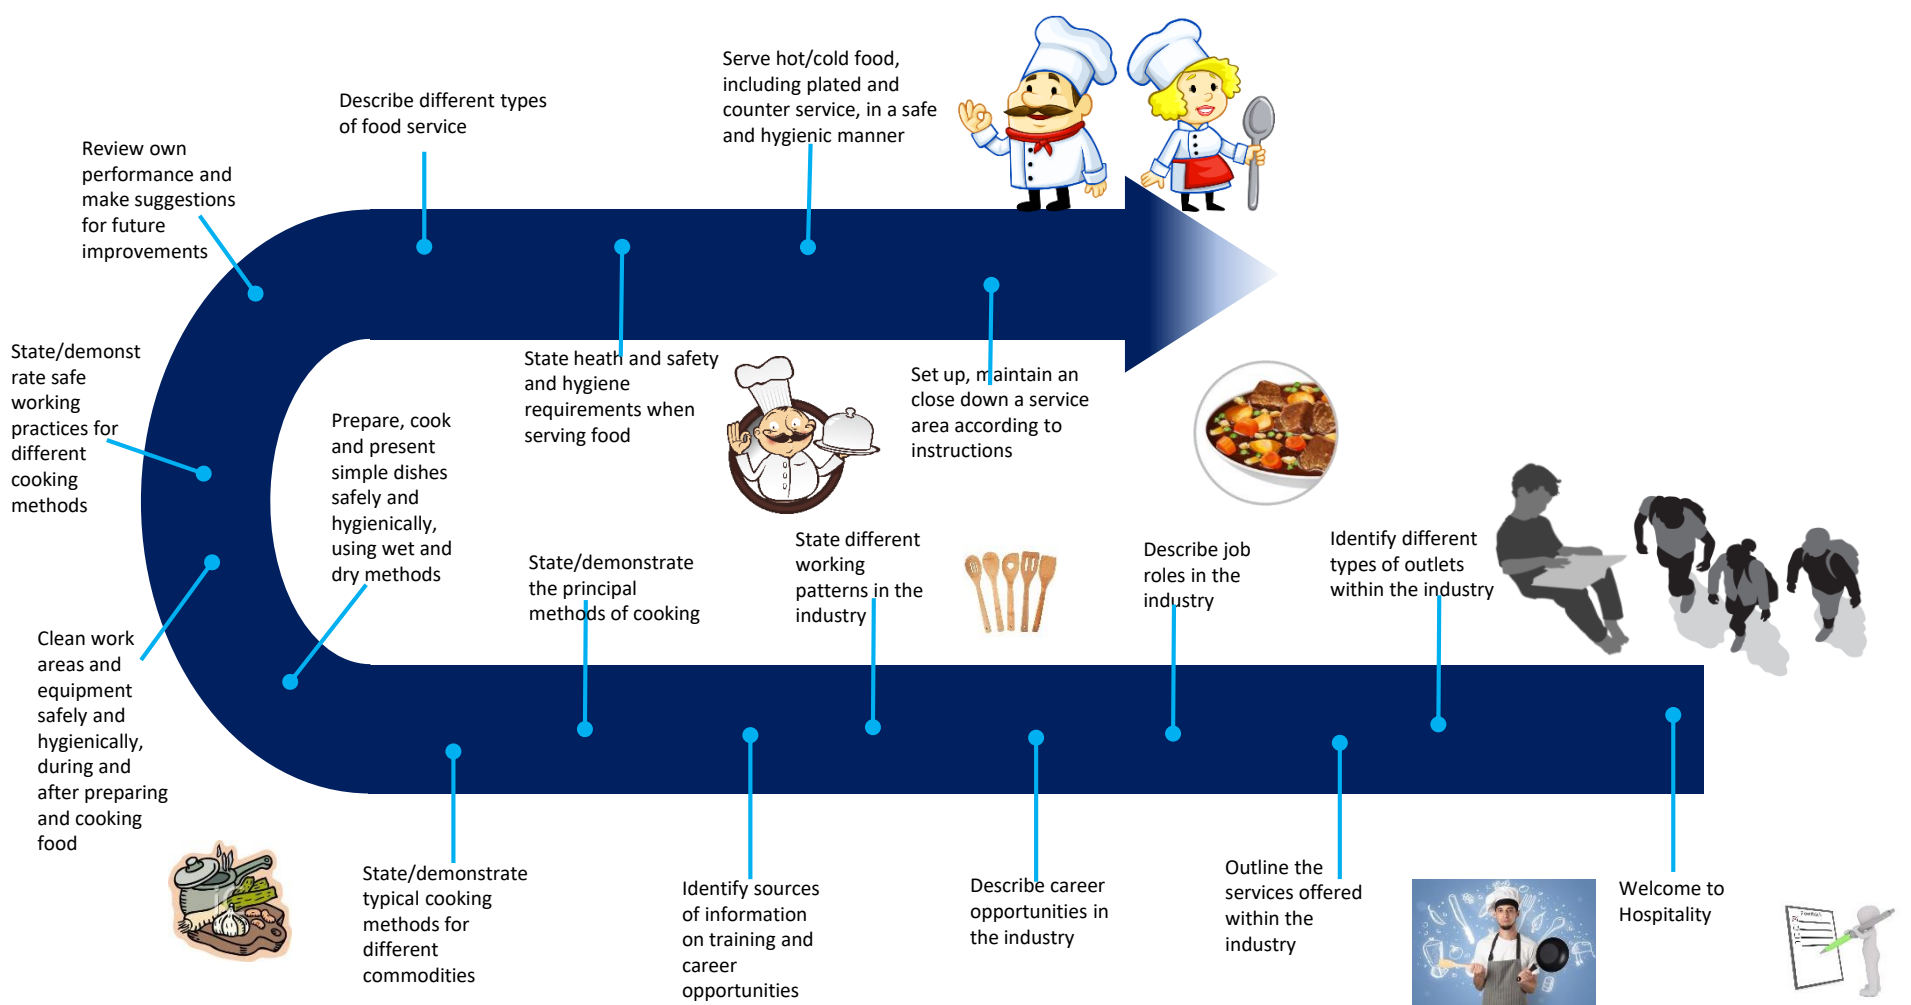 Serve hot/cold food,
including plated and
counter service, in a safe
and hygienic manner
Describe different types
of food service
Review own
performance and
make suggestions
for future
improvements
State/demonst
rate safe
working
practices for
different
cooking
methods
State heath and safety
and hygiene
requirements when
serving food
Set up, maintain an
close down a service
area according to
instructions
Prepare, cook
and present
simple dishes
safely and
hygienically,
using wet and
dry methods
State/demonstrate
the principal
methods of cooking
State different
working
patterns in the
industry
Describe job
roles in the
industry
Identify different
types of outlets
within the industry
Clean work
areas and
equipment
safely and
hygienically,
during and
after preparing
and cooking
food
State/demonstrate
typical cooking
methods for
different
commodities
Identify sources
of information
on training and
career
opportunities
Describe career
opportunities in
the industry
Outline the
services offered
within the
industry
Welcome to
Hospitality